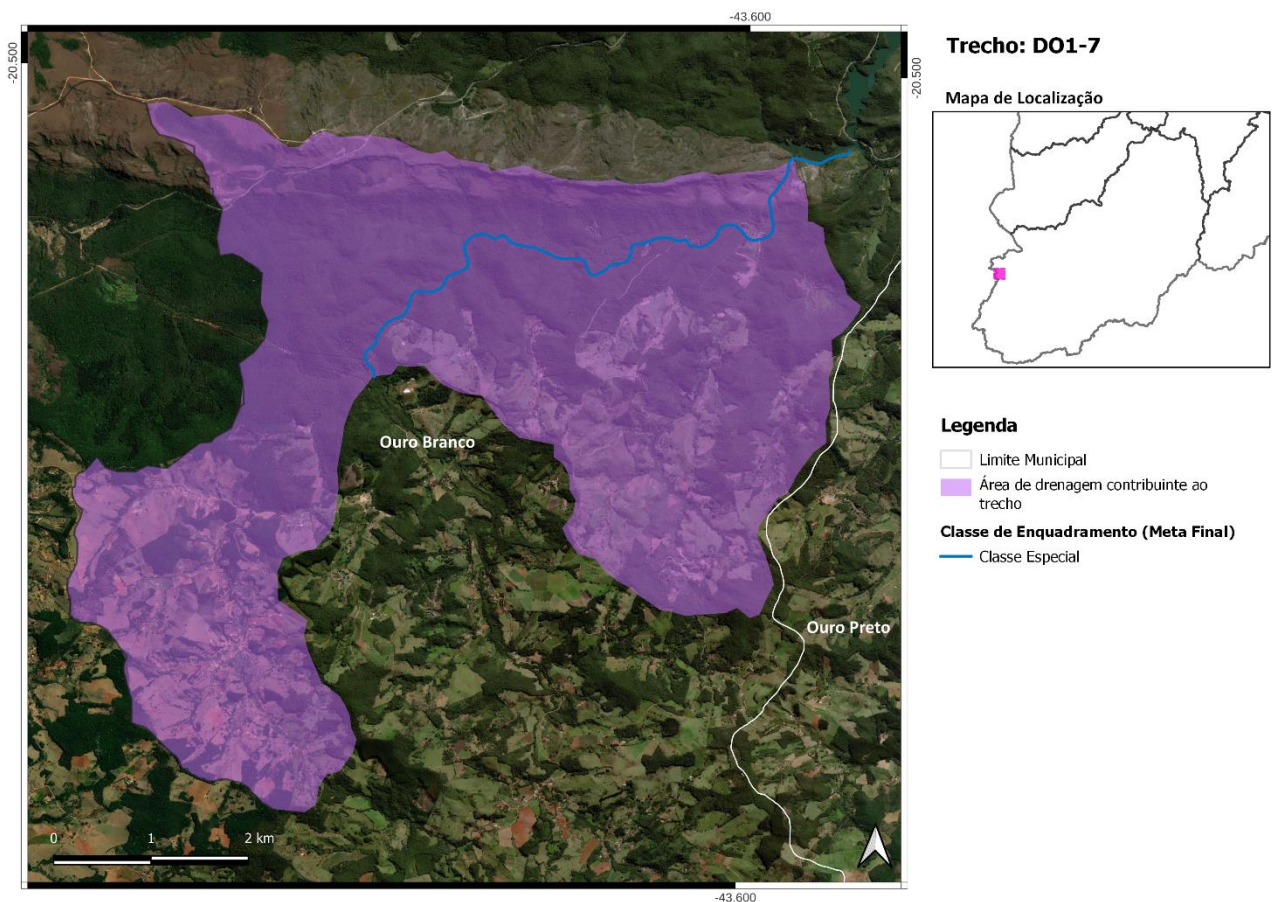 -43.600
-20.500
-20.500
Trecho: DO1-7
Mapa de Localização
Ouro Branco
Ouro Preto
Legenda
Limite Municipal
Área de drenagem contribuinte ao
trecho
Classe de Enquadramento (Meta Final)
Classe Especial
0 1 2 km
-43.600